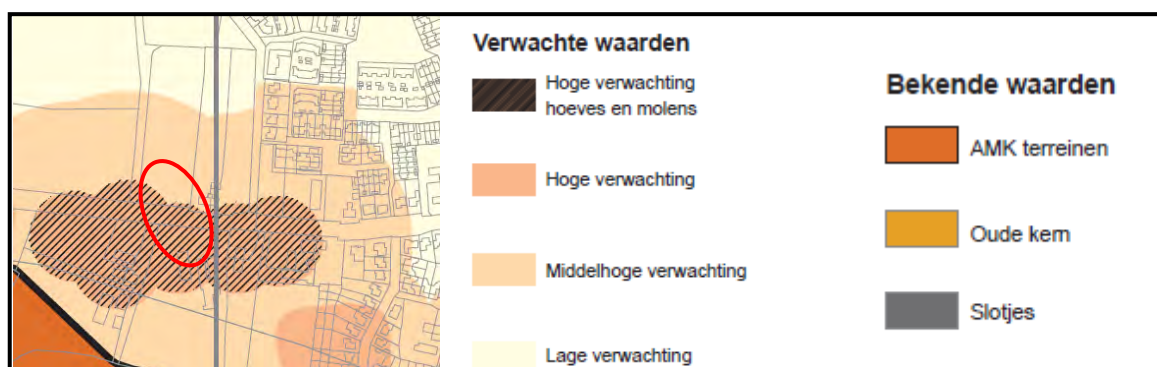 Verwachte waarden
Hoge verwachting
hoeves en molens
Hoge verwachting
Middelhoge verwachting
Lage verwachting
Bekende waarden
AMK terreinen
Oude kern
Slotjes